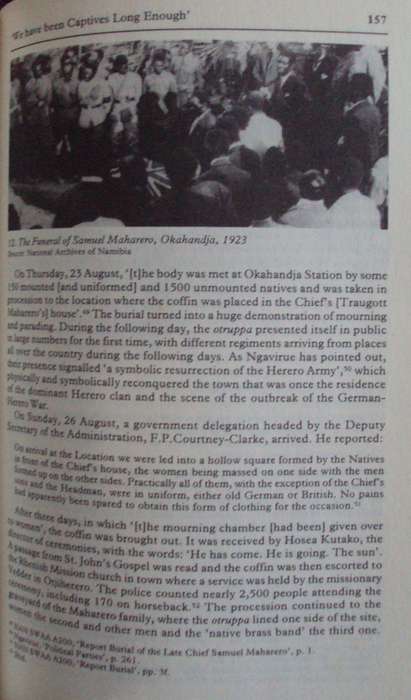 'We have been Captives Long Enough'
157
12. The Funeral of Samuel Maharero, Okahandja, 1923
Source: National Archives of Namibia
On Thursday, 23 August, '[t]he body was met at Okahandja Station by some
150 mounted [and uniformed] and 1500 unmounted natives and was taken in
procession to the location where the coffin was placed in the Chief's [Traugott
Maharero's] house'.⁴⁹ The burial turned into a huge demonstration of mourning
and parading. During the following day, the otruppa presented itself in public
in large numbers for the first time, with different regiments arriving from places
all over the country during the following days. As Ngavirue has pointed out,
their presence signalled 'a symbolic resurrection of the Herero Army',⁵⁰ which
physically and symbolically reconquered the town that was once the residence
of the dominant Herero clan and the scene of the outbreak of the German-
Herero War.
On Sunday, 26 August, a government delegation headed by the Deputy
Secretary of the Administration, F.P.Courtney-Clarke, arrived. He reported:
On arrival at the Location we were led into a hollow square formed by the Natives
in front of the Chief's house, the women being massed on one side with the men
formed up on the other sides. Practically all of them, with the exception of the Chief's
sons and the Headman, were in uniform, either old German or British. No pains
had apparently been spared to obtain this form of clothing for the occasion.⁵¹
After three days, in which '[t]he mourning chamber [had been] given over
to women', the coffin was brought out. It was received by Hosea Kutako, the
director of ceremonies, with the words: 'He has come. He is going. The sun'.
A passage from St. John's Gospel was read and the coffin was then escorted to
the Rhenish Mission church in town where a service was held by the missionary
Vedder in Otjiherero. The police counted nearly 2,500 people attending the
ceremony, including 170 on horseback.⁵² The procession continued to the
graveyard of the Maharero family, where the otruppa lined one side of the site,
women the second and other men and the 'native brass band' the third one.
NAN SWAA A200, 'Report Burial of the Late Chief Samuel Maharero', p. 1.
Ngavirue, 'Political Parties', p. 261.
NAN SWAA A200, 'Report Burial', pp. 3f.
Ibid.